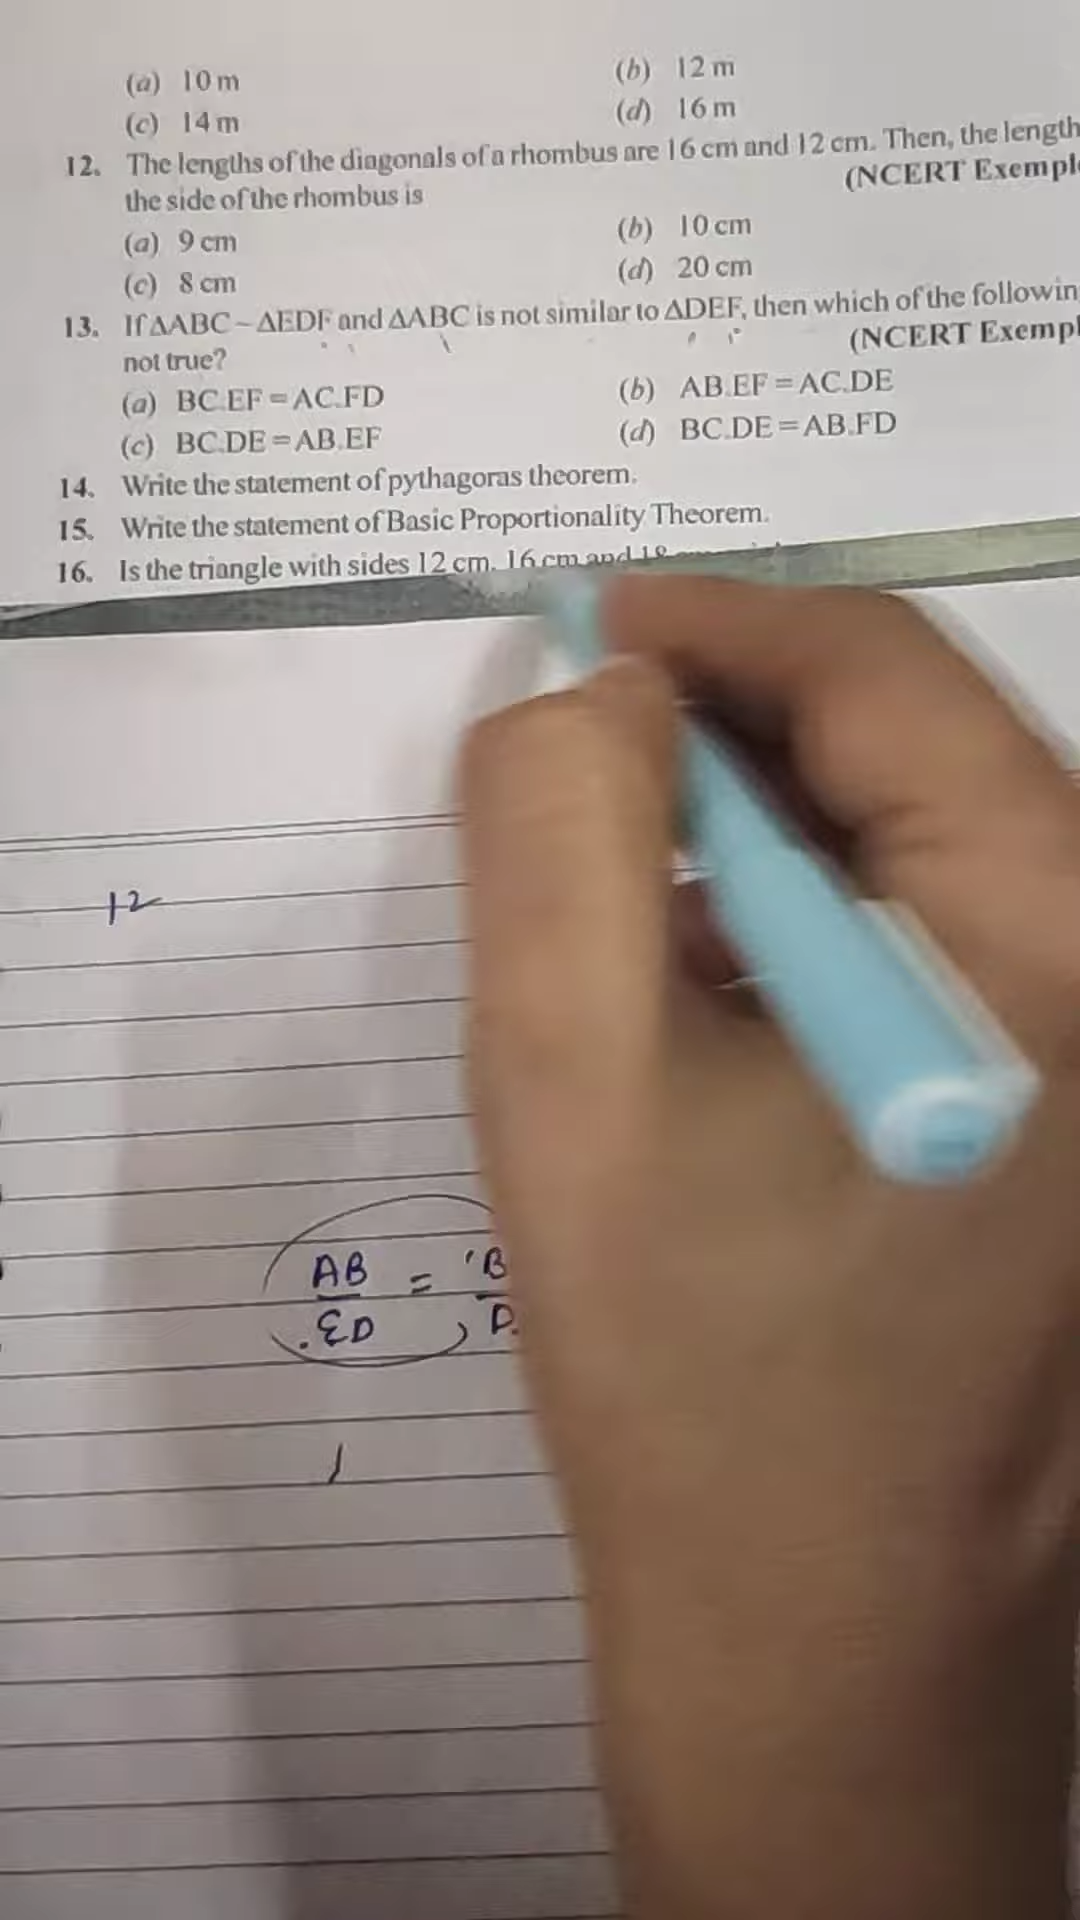 (a) 10 m (b) 12 m
(c) 14 m (d) 16 m
12. The lengths of the diagonals of a rhombus are 16 cm and 12 cm. Then, the length
the side of the rhombus is (NCERT Exempl
(a) 9 cm (b) 10 cm
(c) 8 cm (d) 20 cm
13. If ΔABC ~ ΔEDF and ΔABC is not similar to ΔDEF, then which of the followin
not true? (NCERT Exempl
(a) BC.EF = AC.FD (b) AB.EF = AC.DE
(c) BC.DE = AB.EF (d) BC.DE = AB.FD
14. Write the statement of pythagoras theorem.
15. Write the statement of Basic Proportionality Theorem.
16. Is the triangle with sides 12 cm, 16 cm and 18
12
AB = B
ED D